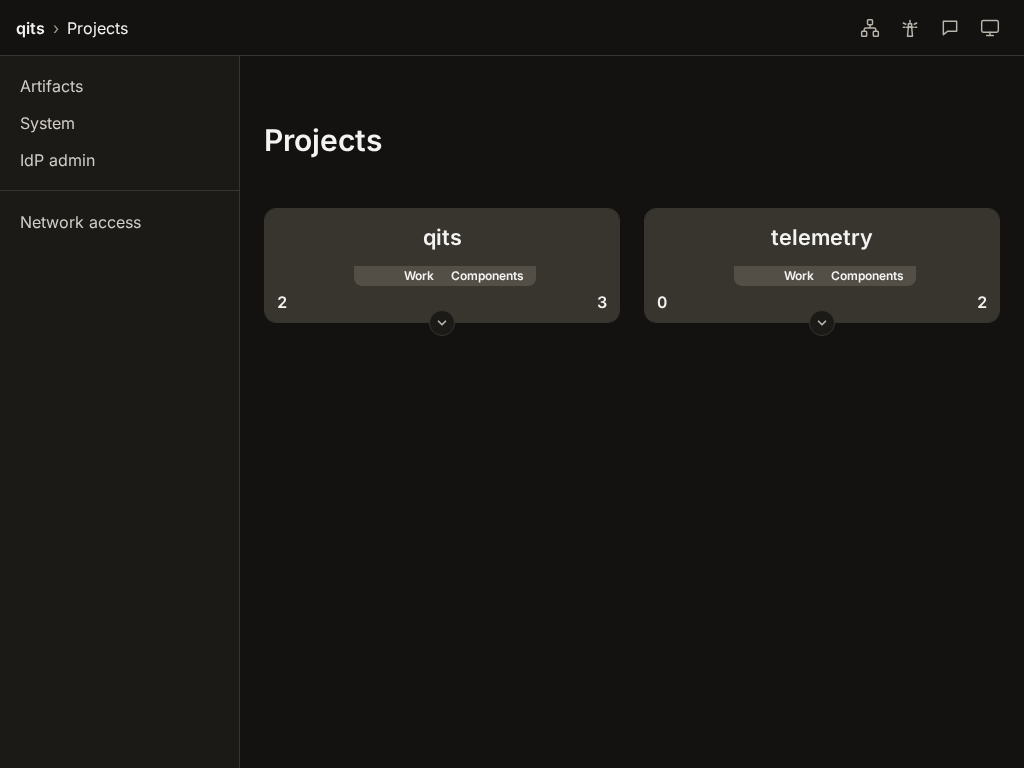 qits › Projects
Artifacts
System
IdP admin
Network access
Projects
qits
Work Components
2 3
telemetry
Work Components
0 2